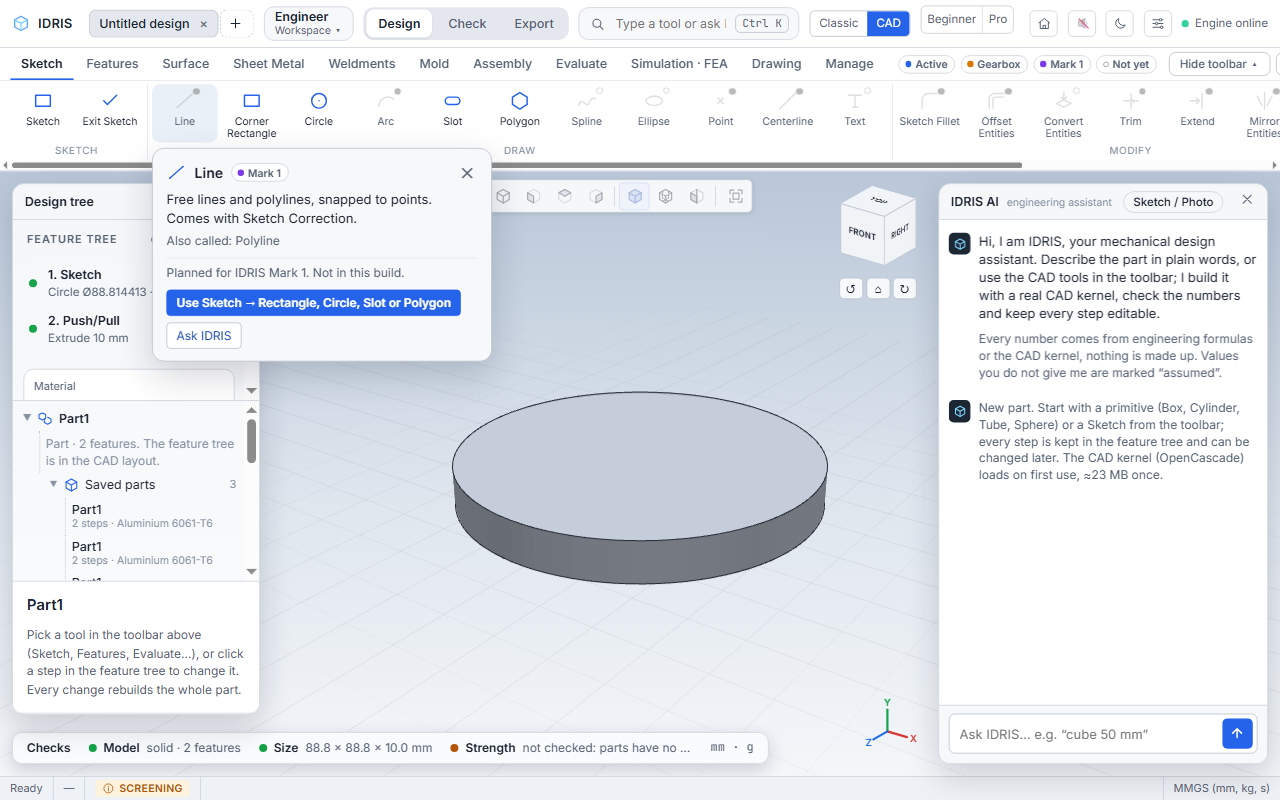 IDRIS
Untitled design ×
+
Engineer
Workspace ▾
Design
Check
Export
Type a tool or ask I
Ctrl K
Classic
CAD
Beginner
Pro
Engine online
Sketch
Features
Surface
Sheet Metal
Weldments
Mold
Assembly
Evaluate
Simulation · FEA
Drawing
Manage
Active
Gearbox
Mark 1
Not yet
Hide toolbar
Sketch
Exit Sketch
Line
Corner
Rectangle
Circle
Arc
Slot
Polygon
Spline
Ellipse
Point
Centerline
Text
Sketch Fillet
Offset
Entities
Convert
Entities
Trim
Extend
Mirror
Entities
SKETCH
DRAW
MODIFY
Line
Mark 1
Free lines and polylines, snapped to points.
Comes with Sketch Correction.
Also called: Polyline
Planned for IDRIS Mark 1. Not in this build.
Use Sketch → Rectangle, Circle, Slot or Polygon
Ask IDRIS
Design tree
FEATURE TREE
1. Sketch
Circle Ø88.814413 ·
2. Push/Pull
Extrude 10 mm
Material
Part1
Part · 2 features. The feature tree
is in the CAD layout.
Saved parts 3
Part1
2 steps · Aluminium 6061-T6
Part1
2 steps · Aluminium 6061-T6
Part1
Part1
Pick a tool in the toolbar above
(Sketch, Features, Evaluate...), or click
a step in the feature tree to change it.
Every change rebuilds the whole part.
TOP
FRONT
RIGHT
Y
X
Z
IDRIS AI
engineering assistant
Sketch / Photo
Hi, I am IDRIS, your mechanical design
assistant. Describe the part in plain words, or
use the CAD tools in the toolbar; I build it
with a real CAD kernel, check the numbers
and keep every step editable.
Every number comes from engineering formulas
or the CAD kernel, nothing is made up. Values
you do not give me are marked “assumed”.
New part. Start with a primitive (Box, Cylinder,
Tube, Sphere) or a Sketch from the toolbar;
every step is kept in the feature tree and can be
changed later. The CAD kernel (OpenCascade)
loads on first use, ≈23 MB once.
Ask IDRIS... e.g. “cube 50 mm”
Checks
Model solid · 2 features
Size 88.8 × 88.8 × 10.0 mm
Strength not checked: parts have no ...
mm · g
Ready
—
SCREENING
MMGS (mm, kg, s)